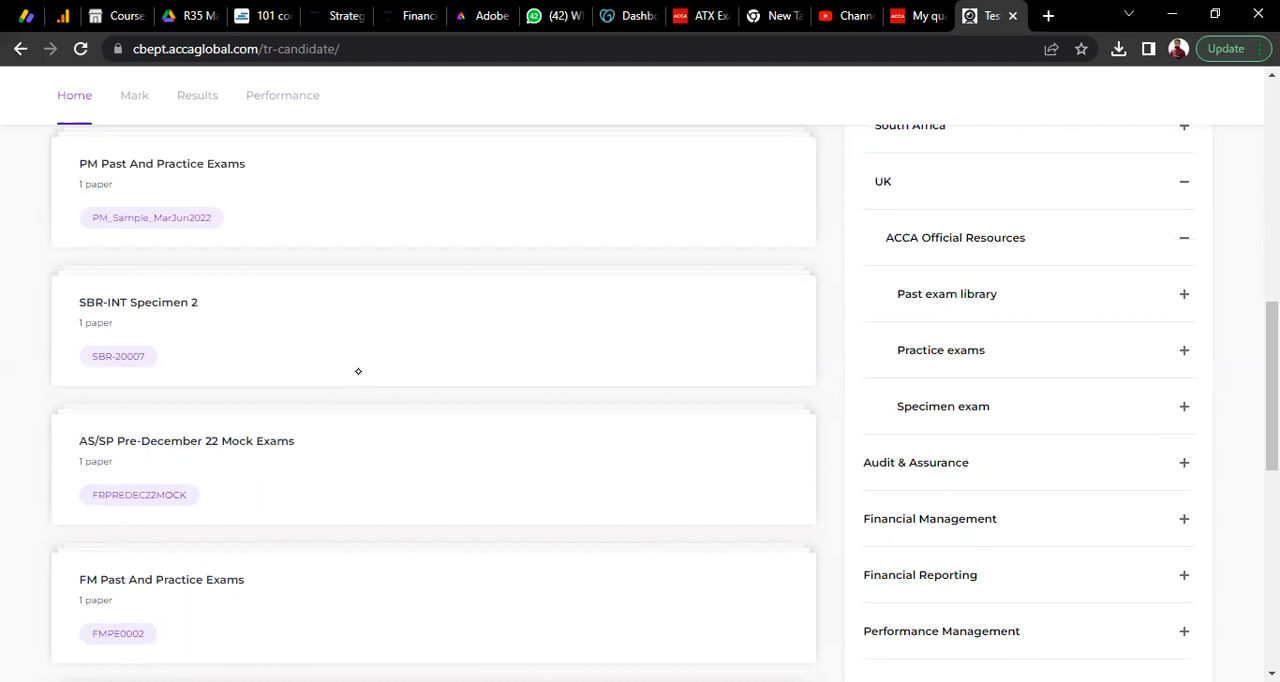 Course
R35 Ma
101 co
Strateg
Financi
Adobe
(42) W
Dashb
ATX Ex
New Ta
Chann
My qu
Tes
cbept.accaglobal.com/tr-candidate/
Update
Home
Mark
Results
Performance
South Africa
PM Past And Practice Exams
1 paper
PM_Sample_MarJun2022
UK
ACCA Official Resources
Past exam library
SBR-INT Specimen 2
1 paper
SBR-20007
Practice exams
Specimen exam
AS/SP Pre-December 22 Mock Exams
1 paper
FRPREDEC22MOCK
Audit & Assurance
Financial Management
FM Past And Practice Exams
1 paper
FMPE0002
Financial Reporting
Performance Management